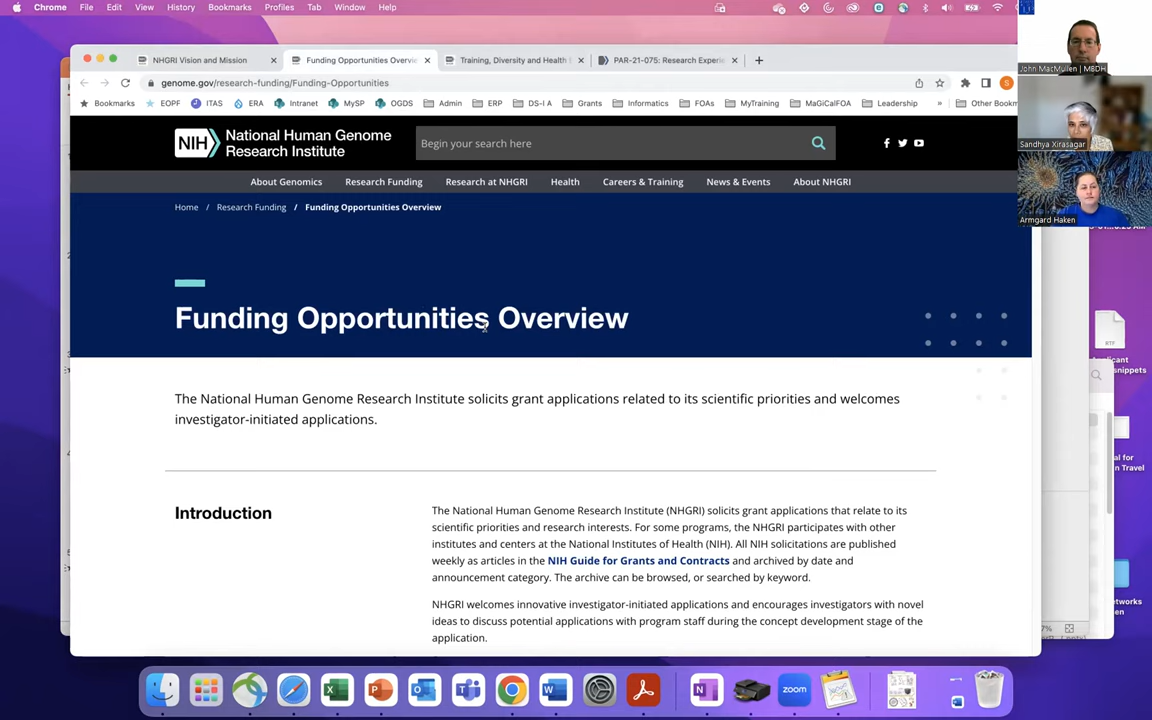 Chrome File Edit View History Bookmarks Profiles Tab Window Help
NHGRI Vision and Mission
Funding Opportunities Overvie
Training, Diversity and Health
PAR-21-075: Research Experie
genome.gov/research-funding/Funding-Opportunities
Bookmarks EOPF ITAS ERA Intranet MySP OGDS Admin ERP DS-I A Grants Informatics FOAs MyTraining MaGiCalFOA Leadership » Other Bookm
NIH National Human Genome
Research Institute
Begin your search here
About Genomics Research Funding Research at NHGRI Health Careers & Training News & Events About NHGRI
Home / Research Funding / Funding Opportunities Overview
Funding Opportunities Overview
The National Human Genome Research Institute solicits grant applications related to its scientific priorities and welcomes
investigator-initiated applications.
Introduction
The National Human Genome Research Institute (NHGRI) solicits grant applications that relate to its
scientific priorities and research interests. For some programs, the NHGRI participates with other
institutes and centers at the National Institutes of Health (NIH). All NIH solicitations are published
weekly as articles in the NIH Guide for Grants and Contracts and archived by date and
announcement category. The archive can be browsed, or searched by keyword.
NHGRI welcomes innovative investigator-initiated applications and encourages investigators with novel
ideas to discuss potential applications with program staff during the concept development stage of the
application.
John MacMullen | MBDH
Sandhya Xirasagar
Armgard Haken
RTF
snippets
al for
n Travel
tworks
zoom